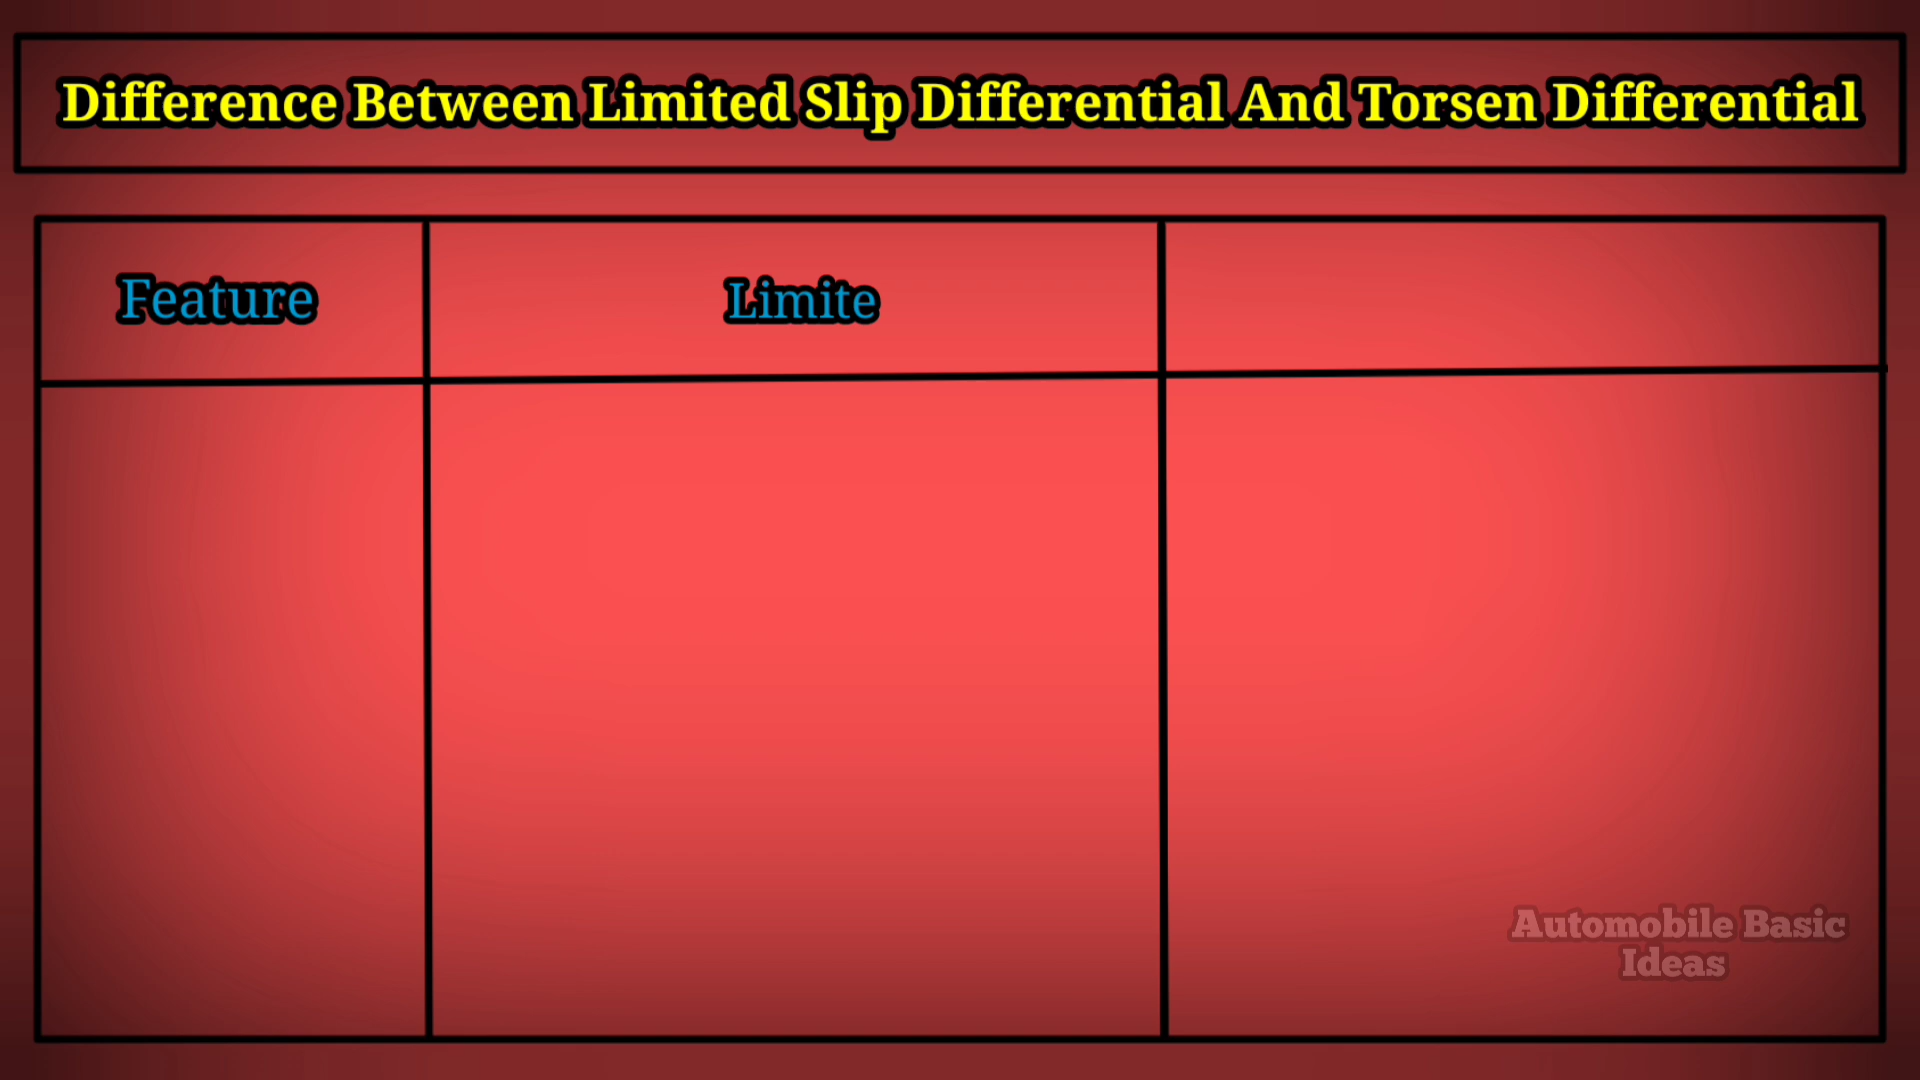 Difference Between Limited Slip Differential And Torsen Differential
Feature
Limite
Automobile Basic
Ideas